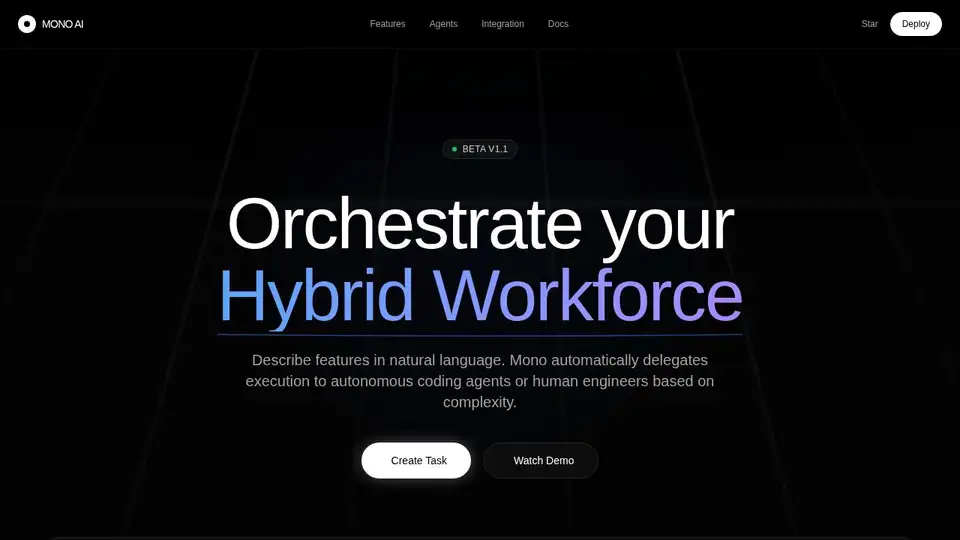 MONO AI
Features
Agents
Integration
Docs
Star
Deploy
BETA V1.1
Orchestrate your
Hybrid Workforce
Describe features in natural language. Mono automatically delegates
execution to autonomous coding agents or human engineers based on
complexity.
Create Task
Watch Demo